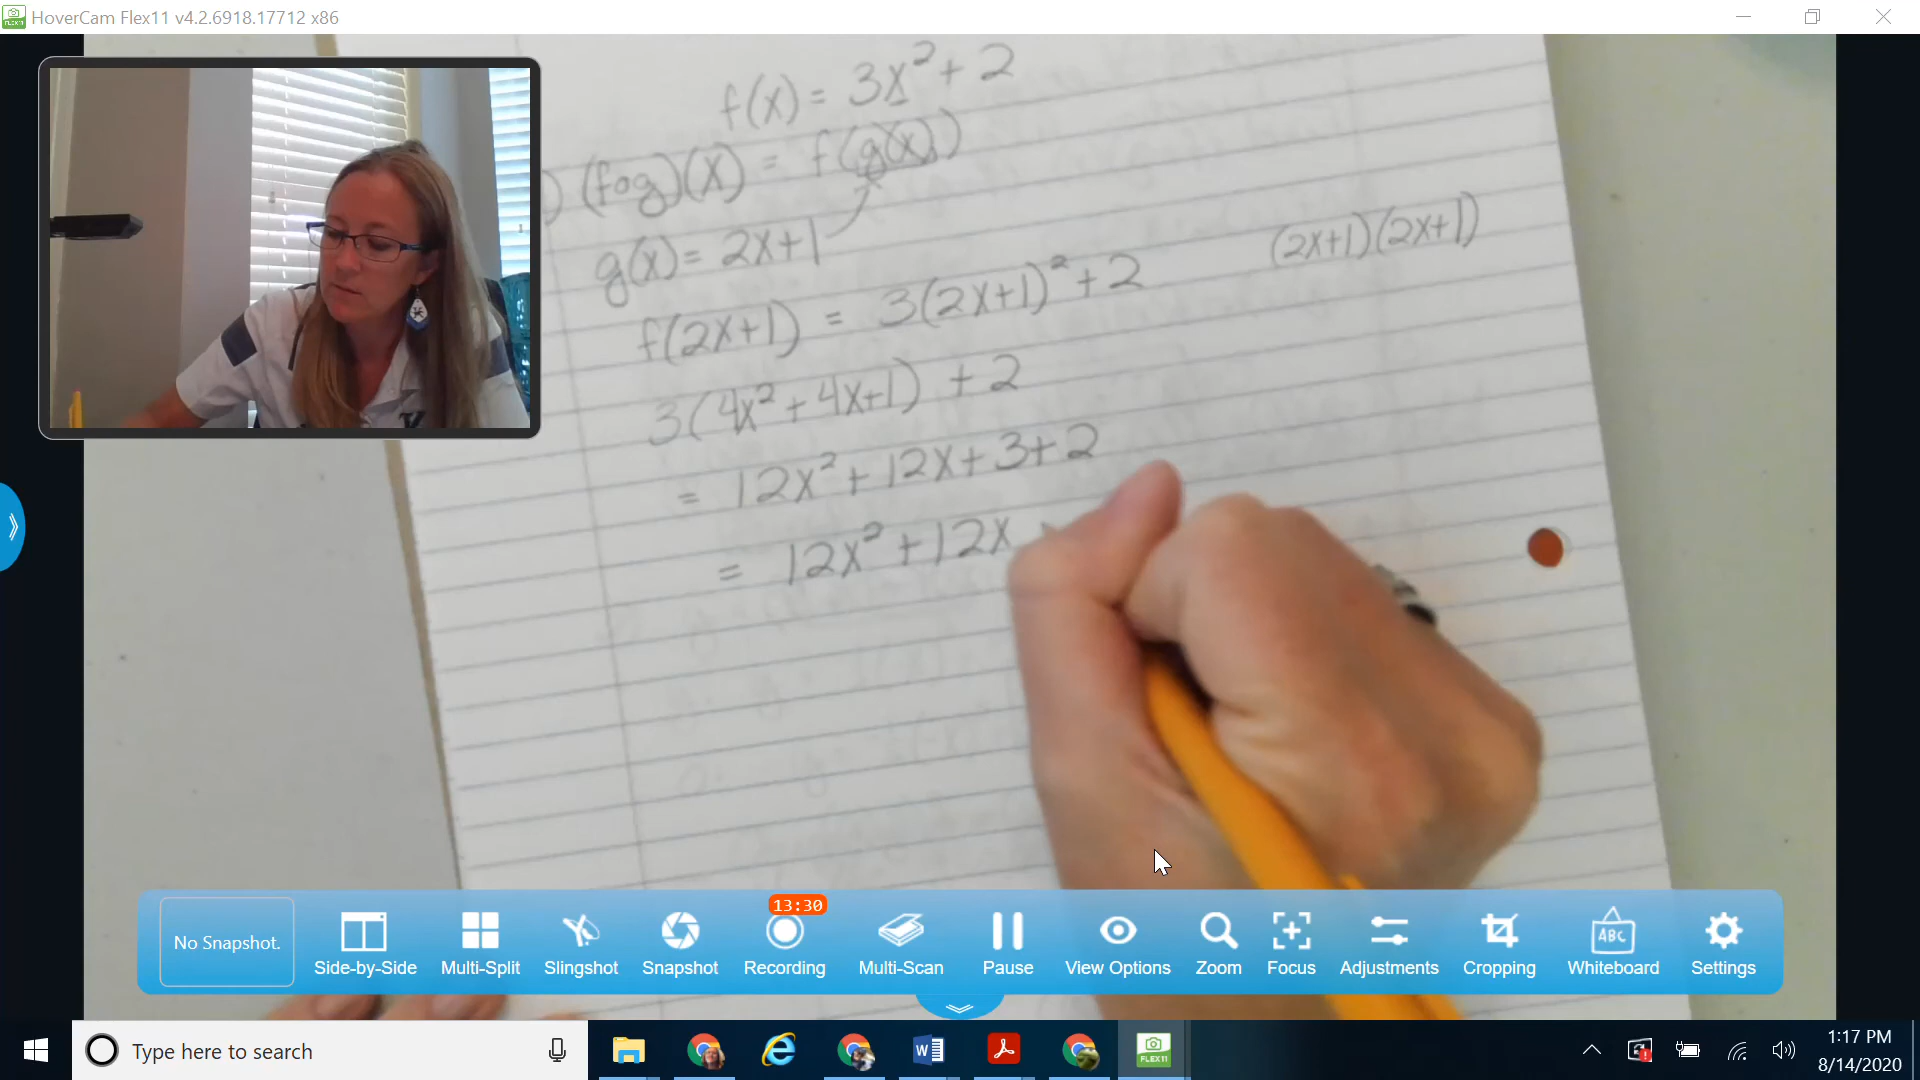 HoverCam Flex11 v4.2.6918.17712 x86
f(x) = 3x² + 2
) (fog)(x) = f(g(x))
g(x) = 2x+1
(2x+1)(2x+1)
f(2x+1) = 3(2x+1)² + 2
3(4x² + 4x+1) + 2
= 12x² + 12x + 3 + 2
= 12x² + 12x
No Snapshot.
13:30
Side-by-Side
Multi-Split
Slingshot
Snapshot
Recording
Multi-Scan
Pause
View Options
Zoom
Focus
Adjustments
Cropping
ABC
Whiteboard
Settings
Type here to search
FLEX11
1:17 PM
8/14/2020